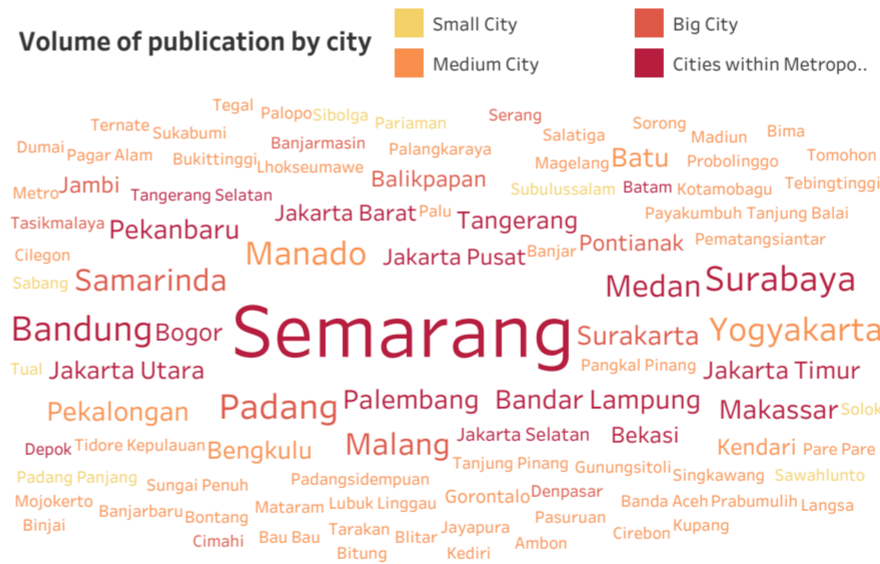 Volume of publication by city
Small City
Big City
Medium City
Cities within Metropo..
Tegal
Palopo
Sibolga
Ternate
Sukabumi
Pariaman
Serang
Salatiga
Sorong
Madiun
Bima
Dumai
Pagar Alam
Bukittinggi
Banjarmasin
Lhokseumawe
Palangkaraya
Magelang
Batu
Probolinggo
Tomohon
Metro
Jambi
Tangerang Selatan
Balikpapan
Subulussalam
Batam
Kotamobagu
Tebingtinggi
Tasikmalaya
Pekanbaru
Jakarta Barat
Palu
Tangerang
Payakumbuh
Tanjung Balai
Cilegon
Manado
Jakarta Pusat
Banjar
Pontianak
Pematangsiantar
Sabang
Samarinda
Medan
Surabaya
Bandung
Bogor
Semarang
Surakarta
Yogyakarta
Tual
Jakarta Utara
Pangkal Pinang
Jakarta Timur
Pekalongan
Padang
Palembang
Bandar Lampung
Makassar
Solok
Depok
Tidore Kepulauan
Bengkulu
Malang
Jakarta Selatan
Bekasi
Kendari
Pare Pare
Padang Panjang
Sungai Penuh
Padangsidempuan
Tanjung Pinang
Gunungsitoli
Singkawang
Sawahlunto
Mojokerto
Banjarbaru
Bontang
Mataram
Lubuk Linggau
Gorontalo
Denpasar
Banda Aceh
Prabumulih
Langsa
Binjai
Cimahi
Bau Bau
Tarakan
Blitar
Jayapura
Pasuruan
Cirebon
Kupang
Bitung
Kediri
Ambon